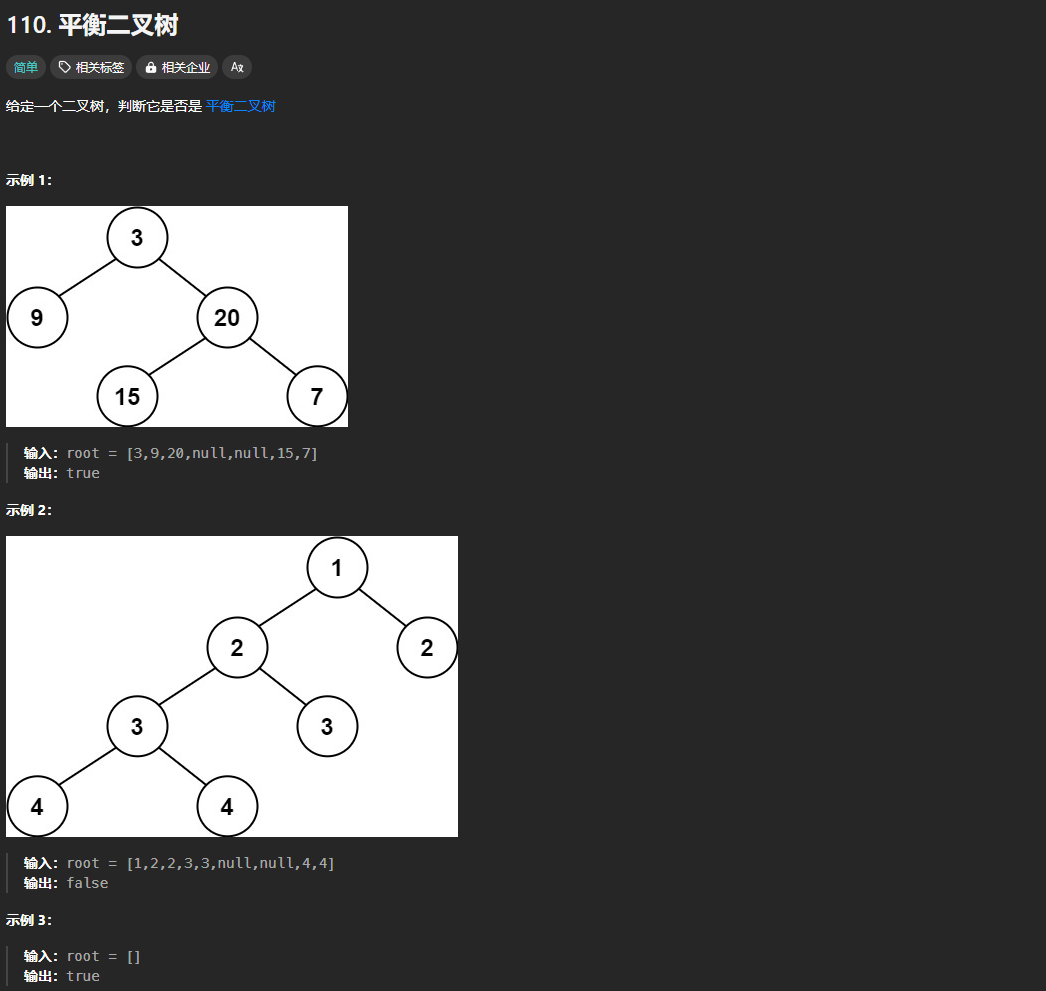 110. 平衡二叉树
简单 相关标签 相关企业 Az
给定一个二叉树，判断它是否是 平衡二叉树
示例 1：
3
9 20
15 7
输入：root = [3,9,20,null,null,15,7]
输出：true
示例 2：
1
2 2
3 3
4 4
输入：root = [1,2,2,3,3,null,null,4,4]
输出：false
示例 3：
输入：root = []
输出：true